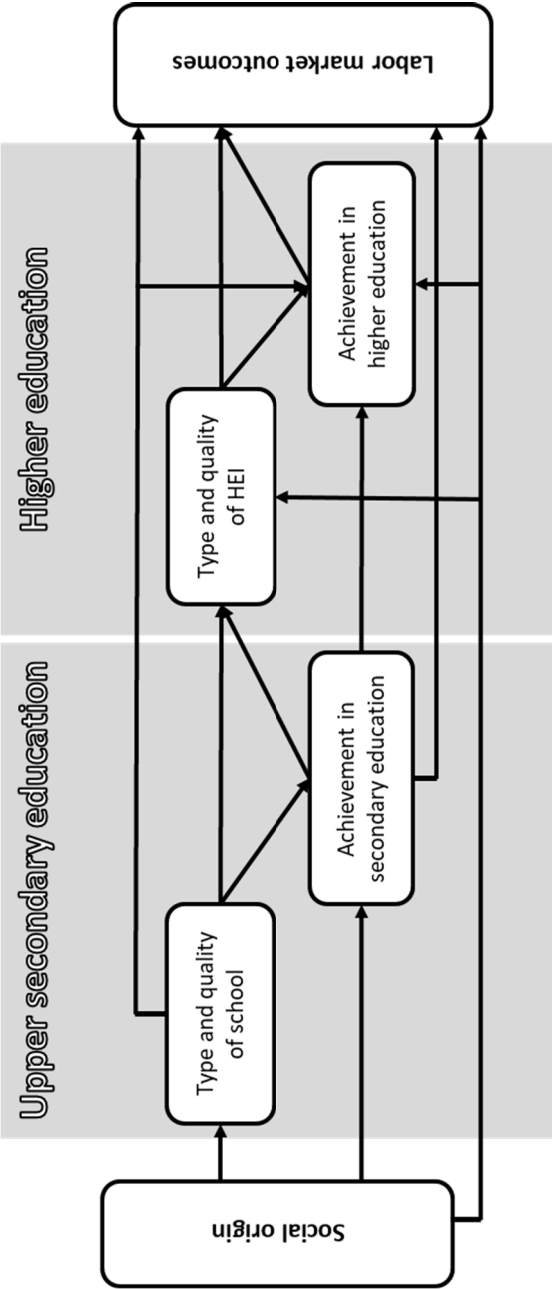 Upper secondary education
Higher education
Social origin
Type and quality
of school
Achievement in
secondary education
Type and quality
of HEI
Achievement in
higher education
Labor market outcomes